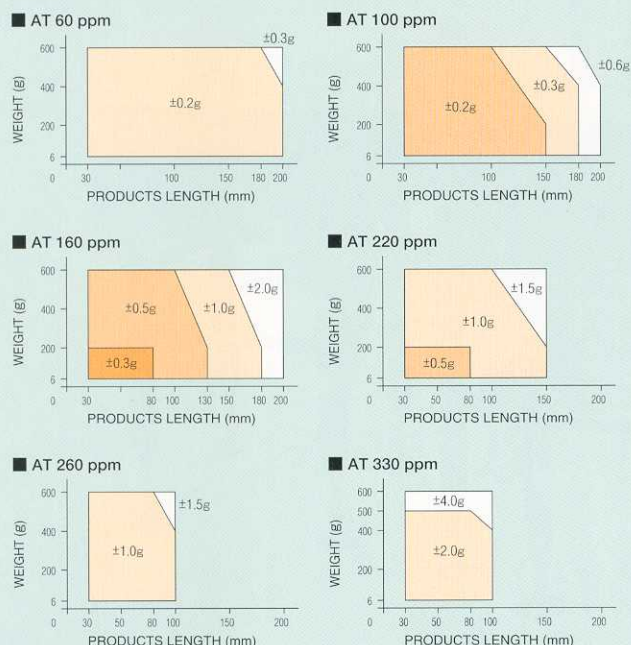 ■ AT 60 ppm
±0.3g
600
400
200
6
0
WEIGHT (g)
±0.2g
30
100
150
180
200
PRODUCTS LENGTH (mm)
■ AT 100 ppm
±0.6g
600
400
200
6
0
WEIGHT (g)
±0.2g
±0.3g
30
100
150
180
200
PRODUCTS LENGTH (mm)
■ AT 160 ppm
600
400
200
6
0
WEIGHT (g)
±0.5g
±1.0g
±2.0g
±0.3g
30
80
100
130
150
180
200
PRODUCTS LENGTH (mm)
■ AT 220 ppm
600
400
200
6
0
WEIGHT (g)
±1.5g
±1.0g
±0.5g
30
80
100
150
200
PRODUCTS LENGTH (mm)
■ AT 260 ppm
600
400
6
0
WEIGHT (g)
±1.5g
±1.0g
30
50
80
100
150
200
PRODUCTS LENGTH (mm)
■ AT 330 ppm
600
500
400
6
0
WEIGHT (g)
±4.0g
±2.0g
30
50
80
100
150
200
PRODUCTS LENGTH (mm)